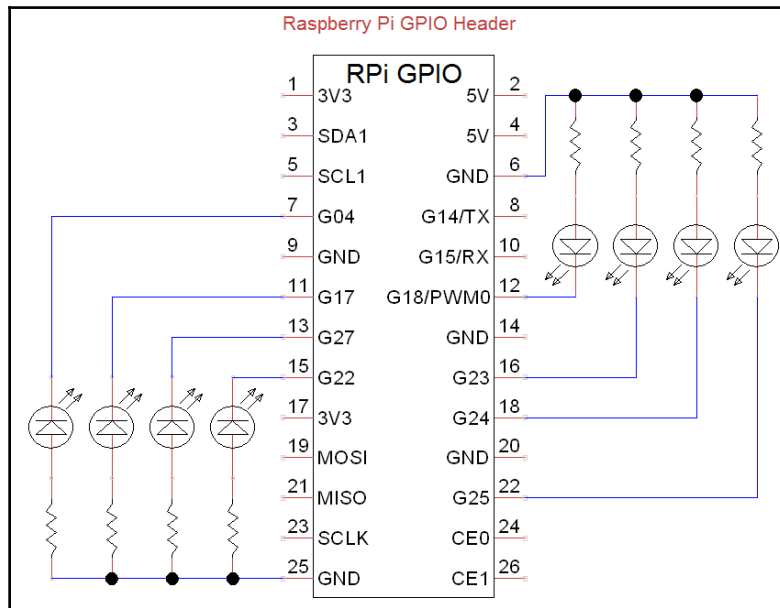 Raspberry Pi GPIO Header
RPi GPIO
1 3V3 5V 2
3 SDA1 5V 4
5 SCL1 GND 6
7 G04 G14/TX 8
9 GND G15/RX 10
11 G17 G18/PWM0 12
13 G27 GND 14
15 G22 G23 16
17 3V3 G24 18
19 MOSI GND 20
21 MISO G25 22
23 SCLK CE0 24
25 GND CE1 26